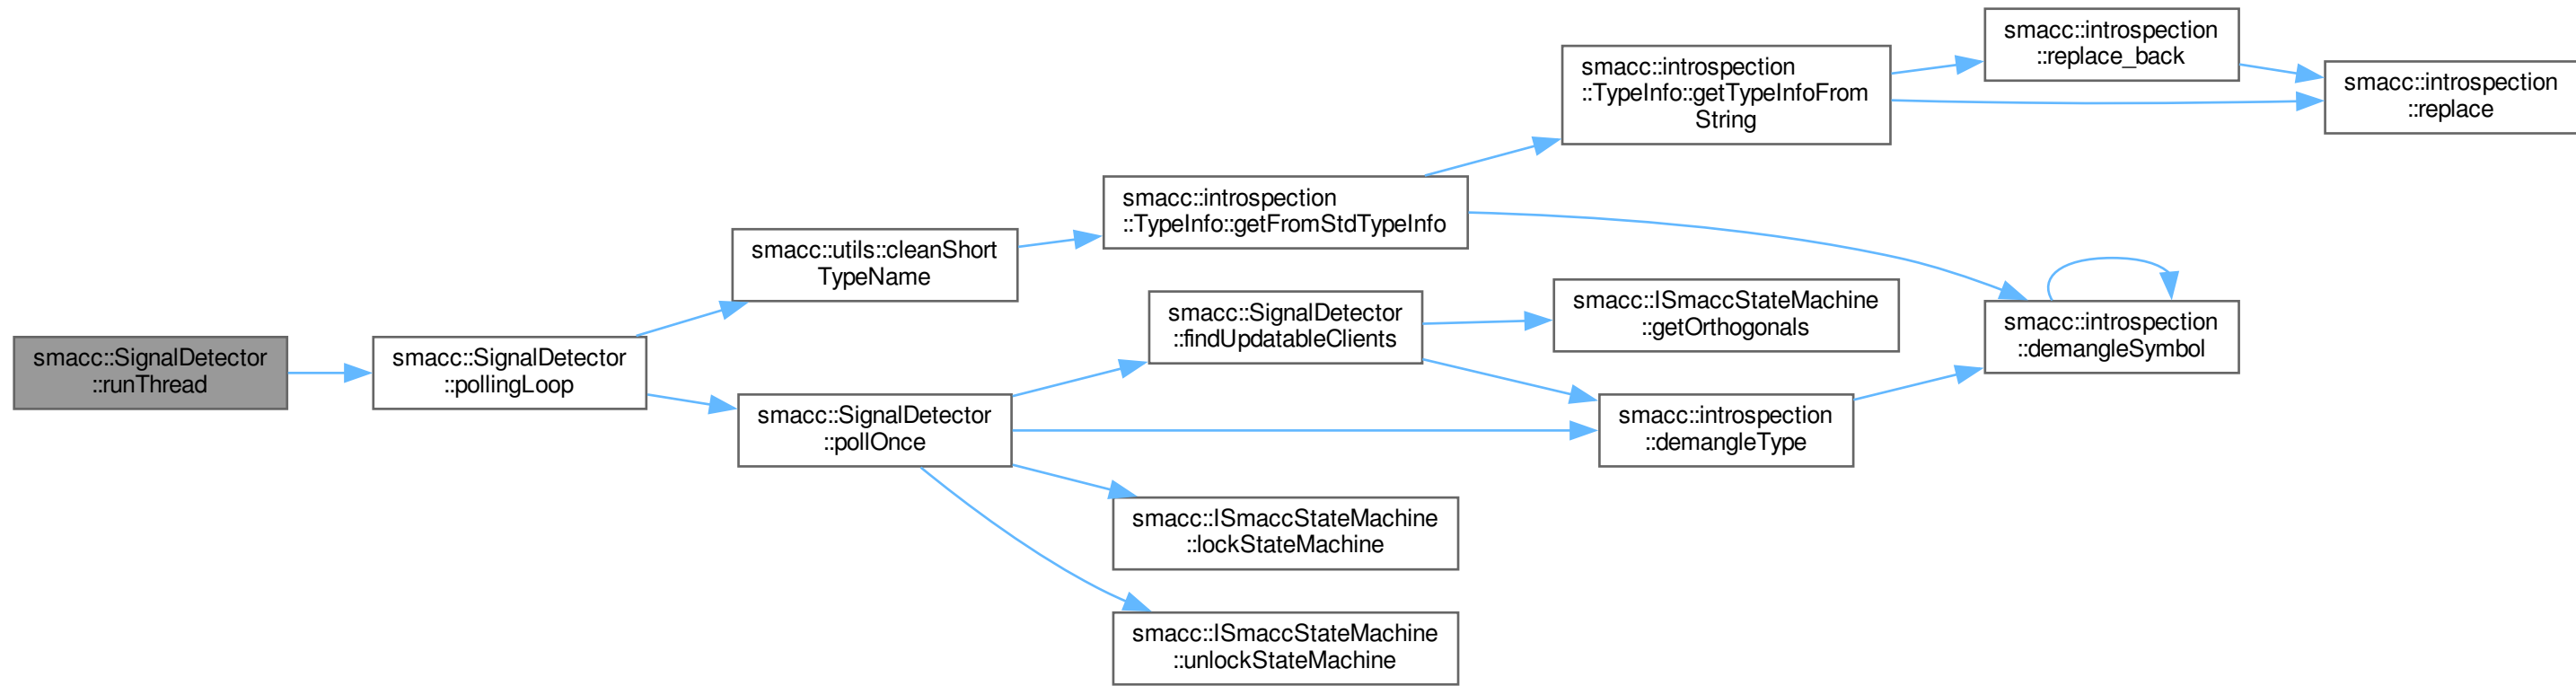 smacc::SignalDetector
::runThread
smacc::SignalDetector
::pollingLoop
smacc::utils::cleanShort
TypeName
smacc::SignalDetector
::pollOnce
smacc::introspection
::TypeInfo::getFromStdTypeInfo
smacc::SignalDetector
::findUpdatableClients
smacc::ISmaccStateMachine
::lockStateMachine
smacc::ISmaccStateMachine
::unlockStateMachine
smacc::introspection
::TypeInfo::getTypeInfoFrom
String
smacc::ISmaccStateMachine
::getOrthogonals
smacc::introspection
::demangleType
smacc::introspection
::replace_back
smacc::introspection
::demangleSymbol
smacc::introspection
::replace